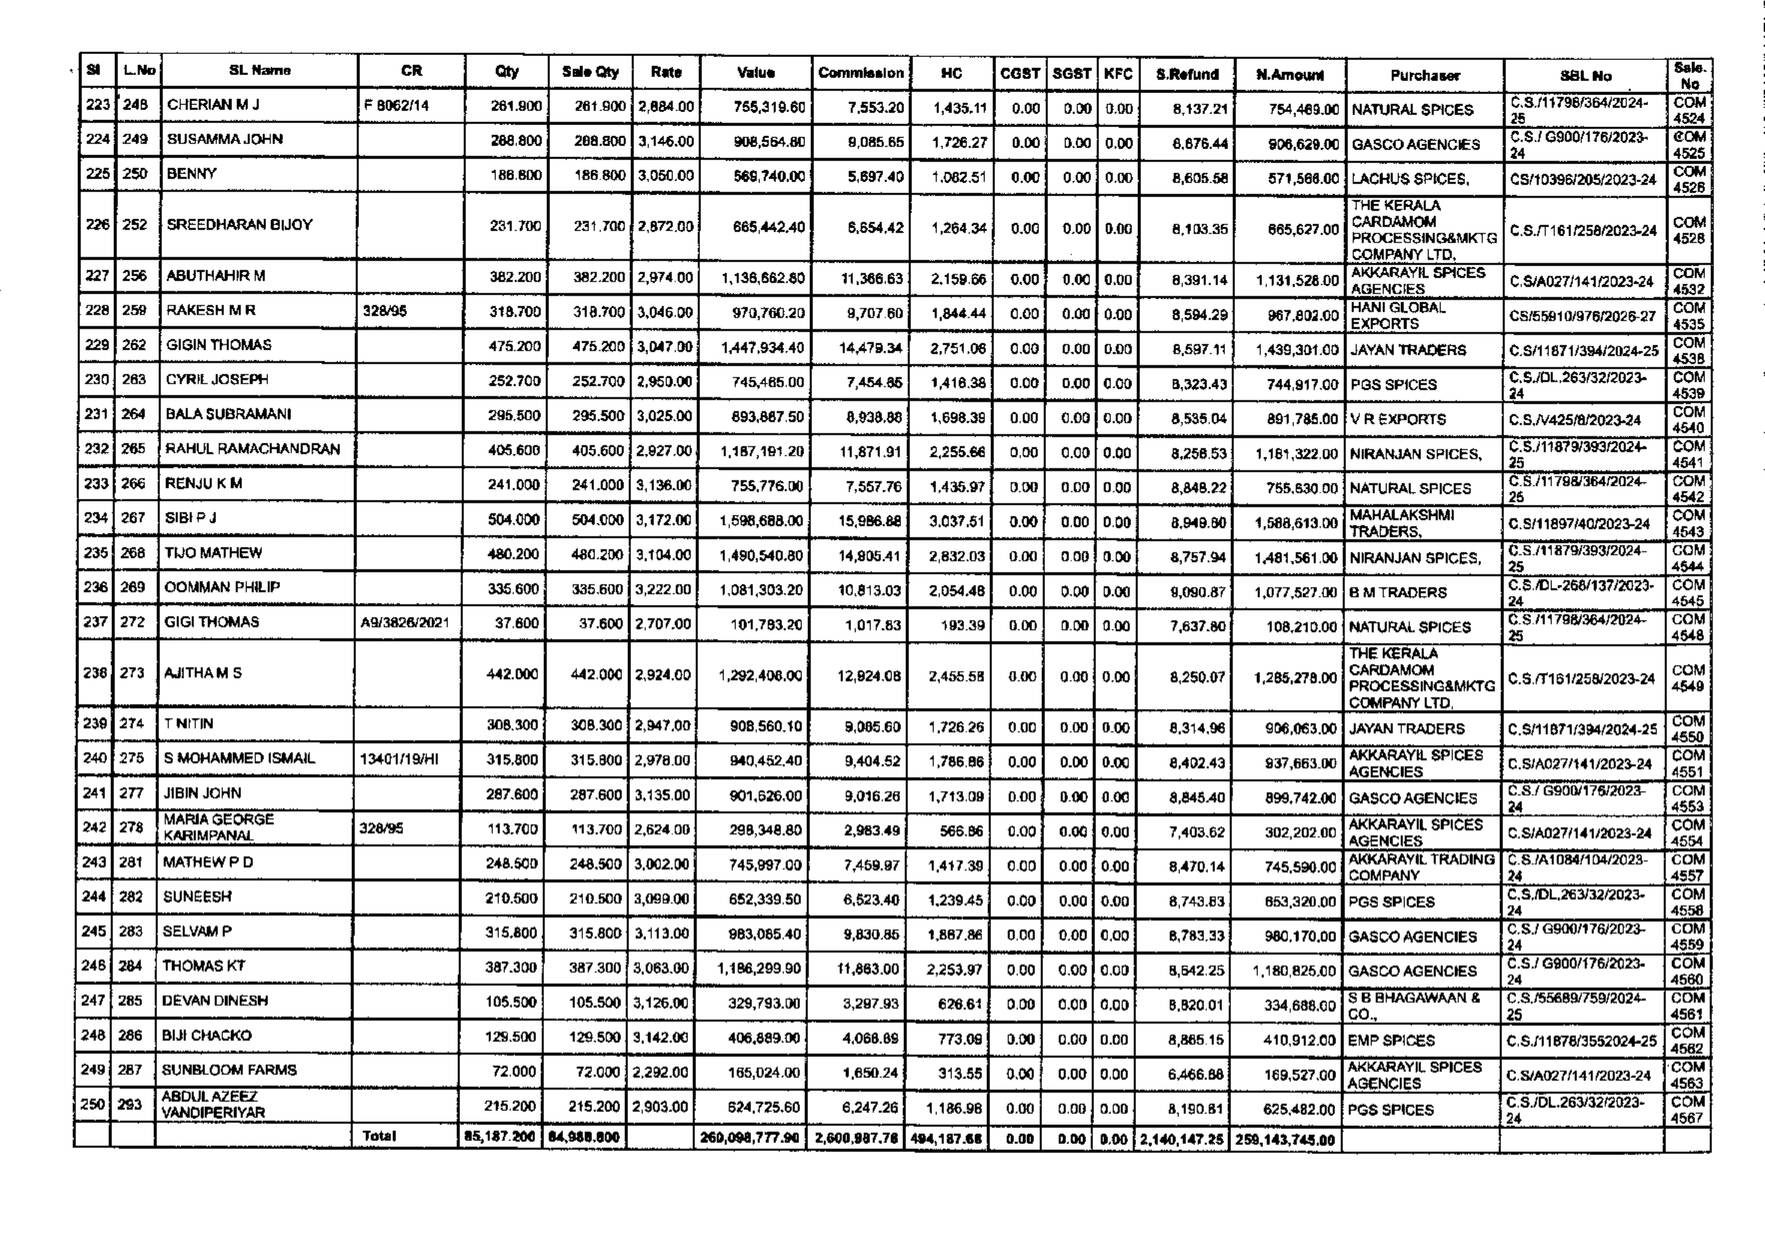 Sl L.No SL Name CR Qty Sale Qty Rate Value Commission HC CGST SGST KFC S.Refund N.Amount Purchaser SBL No Sale. No
223 248 CHERIAN M J F 8062/14 261.900 261.900 2,884.00 755,319.60 7,553.20 1,435.11 0.00 0.00 0.00 8,137.21 754,469.00 NATURAL SPICES C.S./11798/364/2024-25 COM 4524
224 249 SUSAMMA JOHN 288.800 288.800 3,146.00 908,564.80 9,085.65 1,726.27 0.00 0.00 0.00 8,876.44 906,629.00 GASCO AGENCIES C.S./ G900/176/2023-24 COM 4525
225 250 BENNY 186.800 186.800 3,050.00 569,740.00 5,697.40 1,082.51 0.00 0.00 0.00 8,605.58 571,566.00 LACHUS SPICES, CS/10396/205/2023-24 COM 4526
226 252 SREEDHARAN BIJOY 231.700 231.700 2,872.00 665,442.40 6,654.42 1,264.34 0.00 0.00 0.00 8,103.35 665,627.00 THE KERALA CARDAMOM PROCESSING&MKTG COMPANY LTD, C.S./T161/258/2023-24 COM 4528
227 256 ABUTHAHIR M 382.200 382.200 2,974.00 1,136,662.80 11,366.63 2,159.66 0.00 0.00 0.00 8,391.14 1,131,528.00 AKKARAYIL SPICES AGENCIES C.S/A027/141/2023-24 COM 4532
228 259 RAKESH M R 328/95 318.700 318.700 3,046.00 970,760.20 9,707.60 1,844.44 0.00 0.00 0.00 8,594.29 967,802.00 HANI GLOBAL EXPORTS CS/55910/976/2026-27 COM 4535
229 262 GIGIN THOMAS 475.200 475.200 3,047.00 1,447,934.40 14,479.34 2,751.06 0.00 0.00 0.00 8,597.11 1,439,301.00 JAYAN TRADERS C.S/11871/394/2024-25 COM 4538
230 263 CYRIL JOSEPH 252.700 252.700 2,950.00 745,465.00 7,454.65 1,416.38 0.00 0.00 0.00 8,323.43 744,917.00 PGS SPICES C.S./DL.263/32/2023-24 COM 4539
231 264 BALA SUBRAMANI 295.500 295.500 3,025.00 893,887.50 8,938.88 1,698.39 0.00 0.00 0.00 8,535.04 891,785.00 V R EXPORTS C.S./V425/8/2023-24 COM 4540
232 265 RAHUL RAMACHANDRAN 405.600 405.600 2,927.00 1,187,191.20 11,871.91 2,255.66 0.00 0.00 0.00 8,258.53 1,181,322.00 NIRANJAN SPICES, C.S./11879/393/2024-25 COM 4541
233 266 RENJU K M 241.000 241.000 3,136.00 755,776.00 7,557.76 1,435.97 0.00 0.00 0.00 8,848.22 755,630.00 NATURAL SPICES C.S./11798/364/2024-25 COM 4542
234 267 SIBI P J 504.000 504.000 3,172.00 1,598,688.00 15,986.88 3,037.51 0.00 0.00 0.00 8,949.80 1,588,613.00 MAHALAKSHMI TRADERS, C.S/11897/40/2023-24 COM 4543
235 268 TIJO MATHEW 480.200 480.200 3,104.00 1,490,540.80 14,905.41 2,832.03 0.00 0.00 0.00 8,757.94 1,481,561.00 NIRANJAN SPICES, C.S./11879/393/2024-25 COM 4544
236 269 OOMMAN PHILIP 335.600 335.600 3,222.00 1,081,303.20 10,813.03 2,054.48 0.00 0.00 0.00 9,090.87 1,077,527.00 B M TRADERS C.S./DL-268/137/2023-24 COM 4545
237 272 GIGI THOMAS A9/3826/2021 37.600 37.600 2,707.00 101,783.20 1,017.83 193.39 0.00 0.00 0.00 7,637.80 108,210.00 NATURAL SPICES C.S./11798/364/2024-25 COM 4548
238 273 AJITHA M S 442.000 442.000 2,924.00 1,292,408.00 12,924.08 2,455.58 0.00 0.00 0.00 8,250.07 1,285,278.00 THE KERALA CARDAMOM PROCESSING&MKTG COMPANY LTD, C.S./T161/258/2023-24 COM 4549
239 274 T NITIN 308.300 308.300 2,947.00 908,560.10 9,085.60 1,726.26 0.00 0.00 0.00 8,314.96 906,063.00 JAYAN TRADERS C.S/11871/394/2024-25 COM 4550
240 275 S MOHAMMED ISMAIL 13401/19/HI 315.800 315.800 2,978.00 940,452.40 9,404.52 1,786.86 0.00 0.00 0.00 8,402.43 937,663.00 AKKARAYIL SPICES AGENCIES C.S/A027/141/2023-24 COM 4551
241 277 JIBIN JOHN 287.600 287.600 3,135.00 901,626.00 9,016.26 1,713.09 0.00 0.00 0.00 8,845.40 899,742.00 GASCO AGENCIES C.S./ G900/176/2023-24 COM 4553
242 278 MARIA GEORGE KARIMPANAL 328/95 113.700 113.700 2,624.00 298,348.80 2,983.49 566.86 0.00 0.00 0.00 7,403.62 302,202.00 AKKARAYIL SPICES AGENCIES C.S/A027/141/2023-24 COM 4554
243 281 MATHEW P D 248.500 248.500 3,002.00 745,997.00 7,459.97 1,417.39 0.00 0.00 0.00 8,470.14 745,590.00 AKKARAYIL TRADING COMPANY C.S./A1084/104/2023-24 COM 4557
244 282 SUNEESH 210.500 210.500 3,099.00 652,339.50 6,523.40 1,239.45 0.00 0.00 0.00 8,743.83 653,320.00 PGS SPICES C.S./DL.263/32/2023-24 COM 4558
245 283 SELVAM P 315.800 315.800 3,113.00 983,085.40 9,830.85 1,867.86 0.00 0.00 0.00 8,783.33 980,170.00 GASCO AGENCIES C.S./ G900/176/2023-24 COM 4559
246 284 THOMAS KT 387.300 387.300 3,063.00 1,186,299.90 11,863.00 2,253.97 0.00 0.00 0.00 8,642.25 1,180,825.00 GASCO AGENCIES C.S./ G900/176/2023-24 COM 4560
247 285 DEVAN DINESH 105.500 105.500 3,126.00 329,793.00 3,297.93 626.61 0.00 0.00 0.00 8,820.01 334,688.00 S B BHAGAWAAN & CO., C.S./55689/759/2024-25 COM 4561
248 286 BIJI CHACKO 129.500 129.500 3,142.00 406,889.00 4,068.89 773.09 0.00 0.00 0.00 8,865.15 410,912.00 EMP SPICES C.S./11878/3552024-25 COM 4562
249 287 SUNBLOOM FARMS 72.000 72.000 2,292.00 165,024.00 1,650.24 313.55 0.00 0.00 0.00 6,466.88 169,527.00 AKKARAYIL SPICES AGENCIES C.S/A027/141/2023-24 COM 4563
250 293 ABDUL AZEEZ VANDIPERIYAR 215.200 215.200 2,903.00 624,725.60 6,247.26 1,186.98 0.00 0.00 0.00 8,190.81 625,482.00 PGS SPICES C.S./DL.263/32/2023-24 COM 4567
Total 85,187.200 84,988.800 260,098,777.90 2,600,987.78 494,187.68 0.00 0.00 0.00 2,140,147.25 259,143,745.00